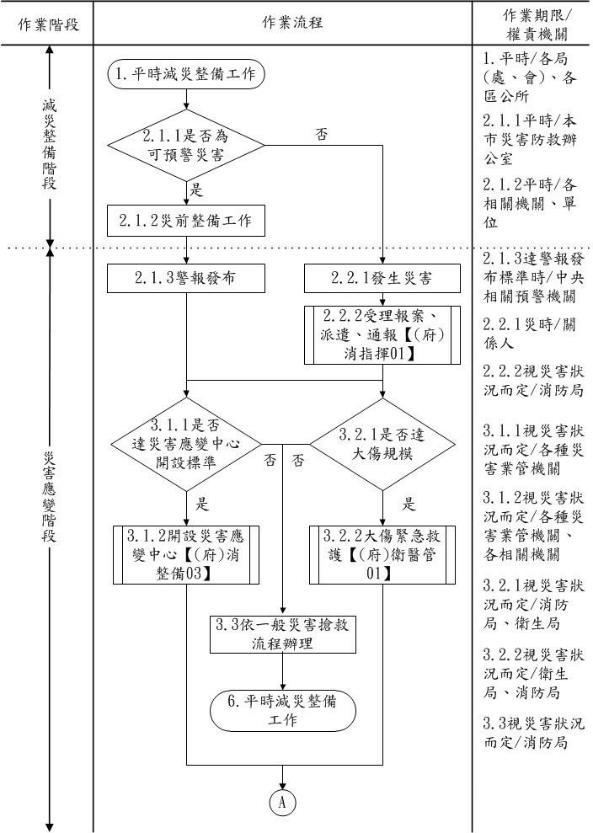 作業階段
作業流程
作業期限/
權責機關
減災整備階段
1.平時減災整備工作
2.1.1是否為
可預警災害
否
是
2.1.2災前整備工作
1.平時/各局
(處、會)、各
區公所
2.1.1平時/本
市災害防救辦
公室
2.1.2平時/各
相關機關、單
位
災害應變階段
2.1.3警報發布
2.2.1發生災害
2.2.2受理報案、
派遣、通報【(府)
消指揮01】
3.1.1是否
達災害應變中心
開設標準
3.2.1是否達
大傷規模
否
否
是
是
3.1.2開設災害應
變中心【(府)消
整備03】
3.2.2大傷緊急救
護【(府)衛醫管
01】
3.3依一般災害搶救
流程辦理
6.平時減災整備
工作
A
2.1.3達警報發
布標準時/中央
相關預警機關
2.2.1災時/關
係人
2.2.2視災害狀
況而定/消防局
3.1.1視災害狀
況而定/各種災
害業管機關
3.1.2視災害狀
況而定/各種災
害業管機關、
各相關機關
3.2.1視災害狀
況而定/消防
局、衛生局
3.2.2視災害狀
況而定/衛生
局、消防局
3.3視災害狀況
而定/消防局